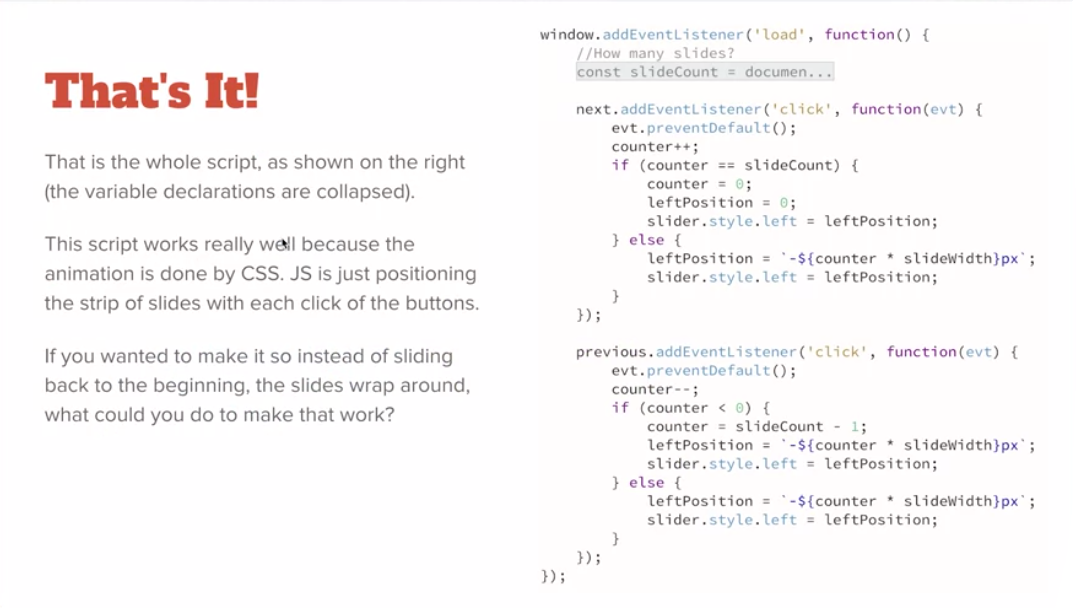 That's It!
That is the whole script, as shown on the right
(the variable declarations are collapsed).
This script works really well because the
animation is done by CSS. JS is just positioning
the strip of slides with each click of the buttons.
If you wanted to make it so instead of sliding
back to the beginning, the slides wrap around,
what could you do to make that work?
window.addEventListener('load', function() {
    //How many slides?
    const slideCount = documen...
    next.addEventListener('click', function(evt) {
        evt.preventDefault();
        counter++;
        if (counter == slideCount) {
            counter = 0;
            leftPosition = 0;
            slider.style.left = leftPosition;
        } else {
            leftPosition = `-${counter * slideWidth}px`;
            slider.style.left = leftPosition;
        }
    });
    previous.addEventListener('click', function(evt) {
        evt.preventDefault();
        counter--;
        if (counter < 0) {
            counter = slideCount - 1;
            leftPosition = `-${counter * slideWidth}px`;
            slider.style.left = leftPosition;
        } else {
            leftPosition = `-${counter * slideWidth}px`;
            slider.style.left = leftPosition;
        }
    });
});